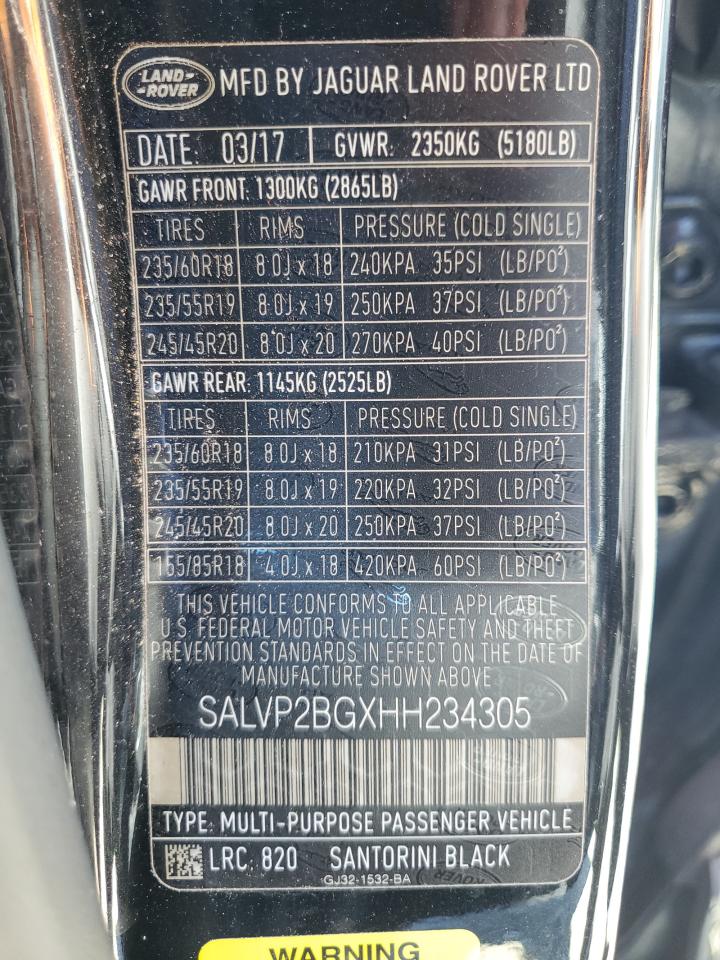 LAND-
ROVER
MFD BY JAGUAR LAND ROVER LTD
DATE: 03/17 GVWR: 2350KG (5180LB)
GAWR FRONT: 1300KG (2865LB)
TIRES RIMS PRESSURE (COLD SINGLE)
235/60R18 8.0J x 18 240KPA 35PSI (LB/PO²)
235/55R19 8.0J x 19 250KPA 37PSI (LB/PO²)
245/45R20 8.0J x 20 270KPA 40PSI (LB/PO²)
GAWR REAR: 1145KG (2525LB)
TIRES RIMS PRESSURE (COLD SINGLE)
235/60R18 8.0J x 18 210KPA 31PSI (LB/PO²)
235/55R19 8.0J x 19 220KPA 32PSI (LB/PO²)
245/45R20 8.0J x 20 250KPA 37PSI (LB/PO²)
155/85R18 4.0J x 18 420KPA 60PSI (LB/PO²)
THIS VEHICLE CONFORMS TO ALL APPLICABLE
U.S. FEDERAL MOTOR VEHICLE SAFETY AND THEFT
PREVENTION STANDARDS IN EFFECT ON THE DATE OF
MANUFACTURE SHOWN ABOVE
SALVP2BGXHH234305
TYPE: MULTI-PURPOSE PASSENGER VEHICLE
LRC: 820 SANTORINI BLACK
GJ32-1532-BA
WARNING